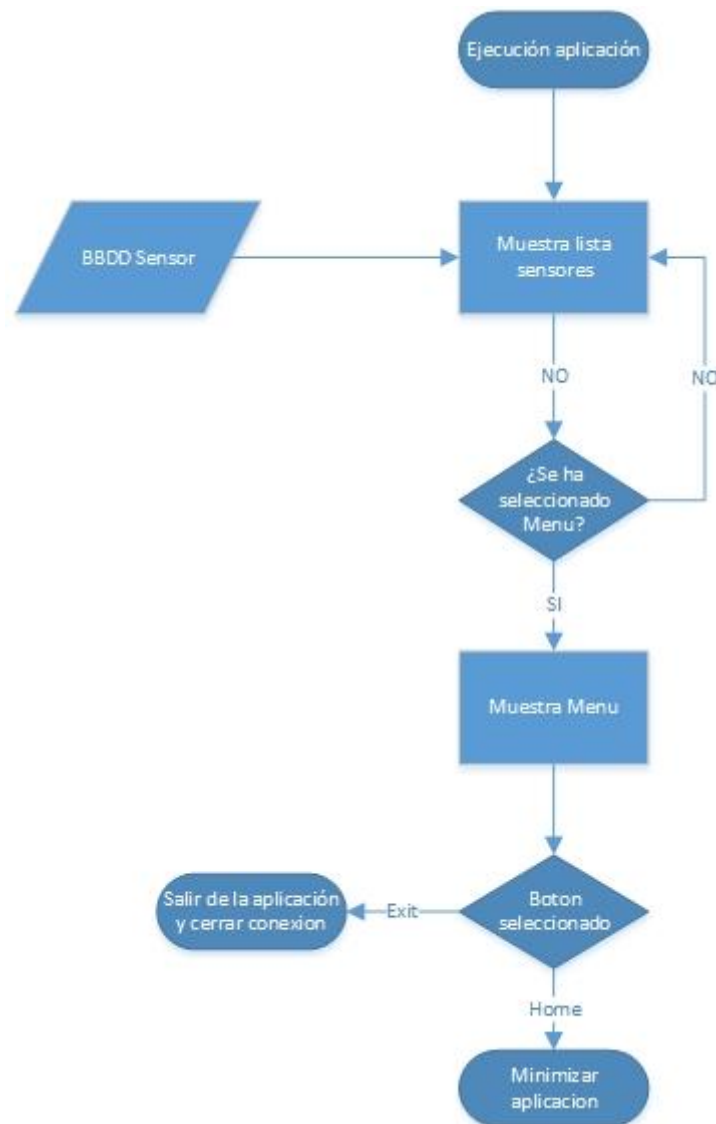 Ejecución aplicación
BBDD Sensor
Muestra lista
sensores
NO
NO
¿Se ha
seleccionado
Menu?
SI
Muestra Menu
Salir de la aplicación
y cerrar conexion
Exit
Boton
seleccionado
Home
Minimizar
aplicacion